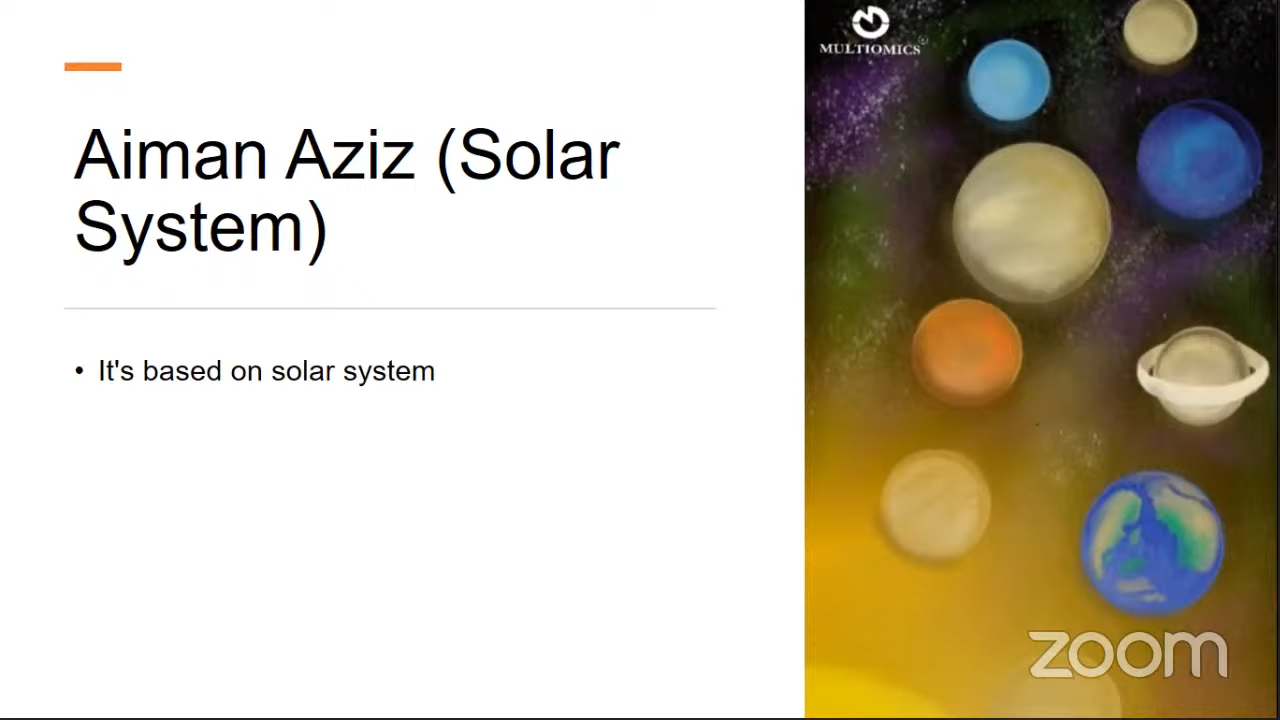 Aiman Aziz (Solar
System)
• It's based on solar system
MULTIOMICS
zoom